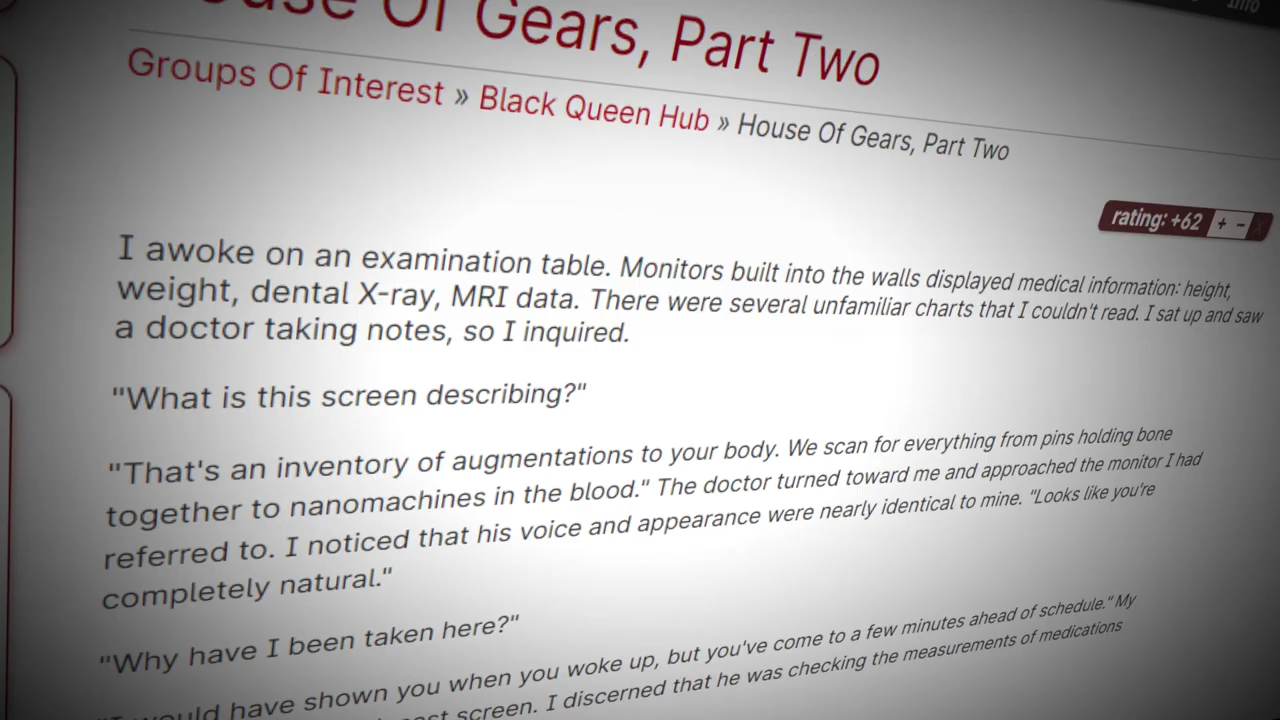 Of Gears, Part Two
Groups Of Interest » Black Queen Hub » House Of Gears, Part Two
rating: +62 + − X
I awoke on an examination table. Monitors built into the walls displayed medical information: height,
weight, dental X-ray, MRI data. There were several unfamiliar charts that I couldn't read. I sat up and saw
a doctor taking notes, so I inquired.
"What is this screen describing?"
"That's an inventory of augmentations to your body. We scan for everything from pins holding bone
together to nanomachines in the blood." The doctor turned toward me and approached the monitor I had
referred to. I noticed that his voice and appearance were nearly identical to mine. "Looks like you're
completely natural."
"Why have I been taken here?"
would have shown you when you woke up, but you've come to a few minutes ahead of schedule." My
screen. I discerned that he was checking the measurements of medications